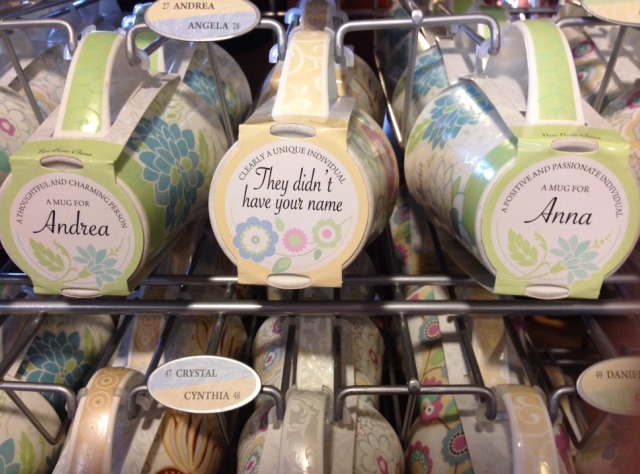 27 ANDREA
ANGELA 28
A THOUGHTFUL AND CHARMING PERSON
A MUG FOR
Andrea
CLEARLY A UNIQUE INDIVIDUAL
They didn't
have your name
A POSITIVE AND PASSIONATE INDIVIDUAL
A MUG FOR
Anna
47 CRYSTAL
CYNTHIA 48
49 DANIE